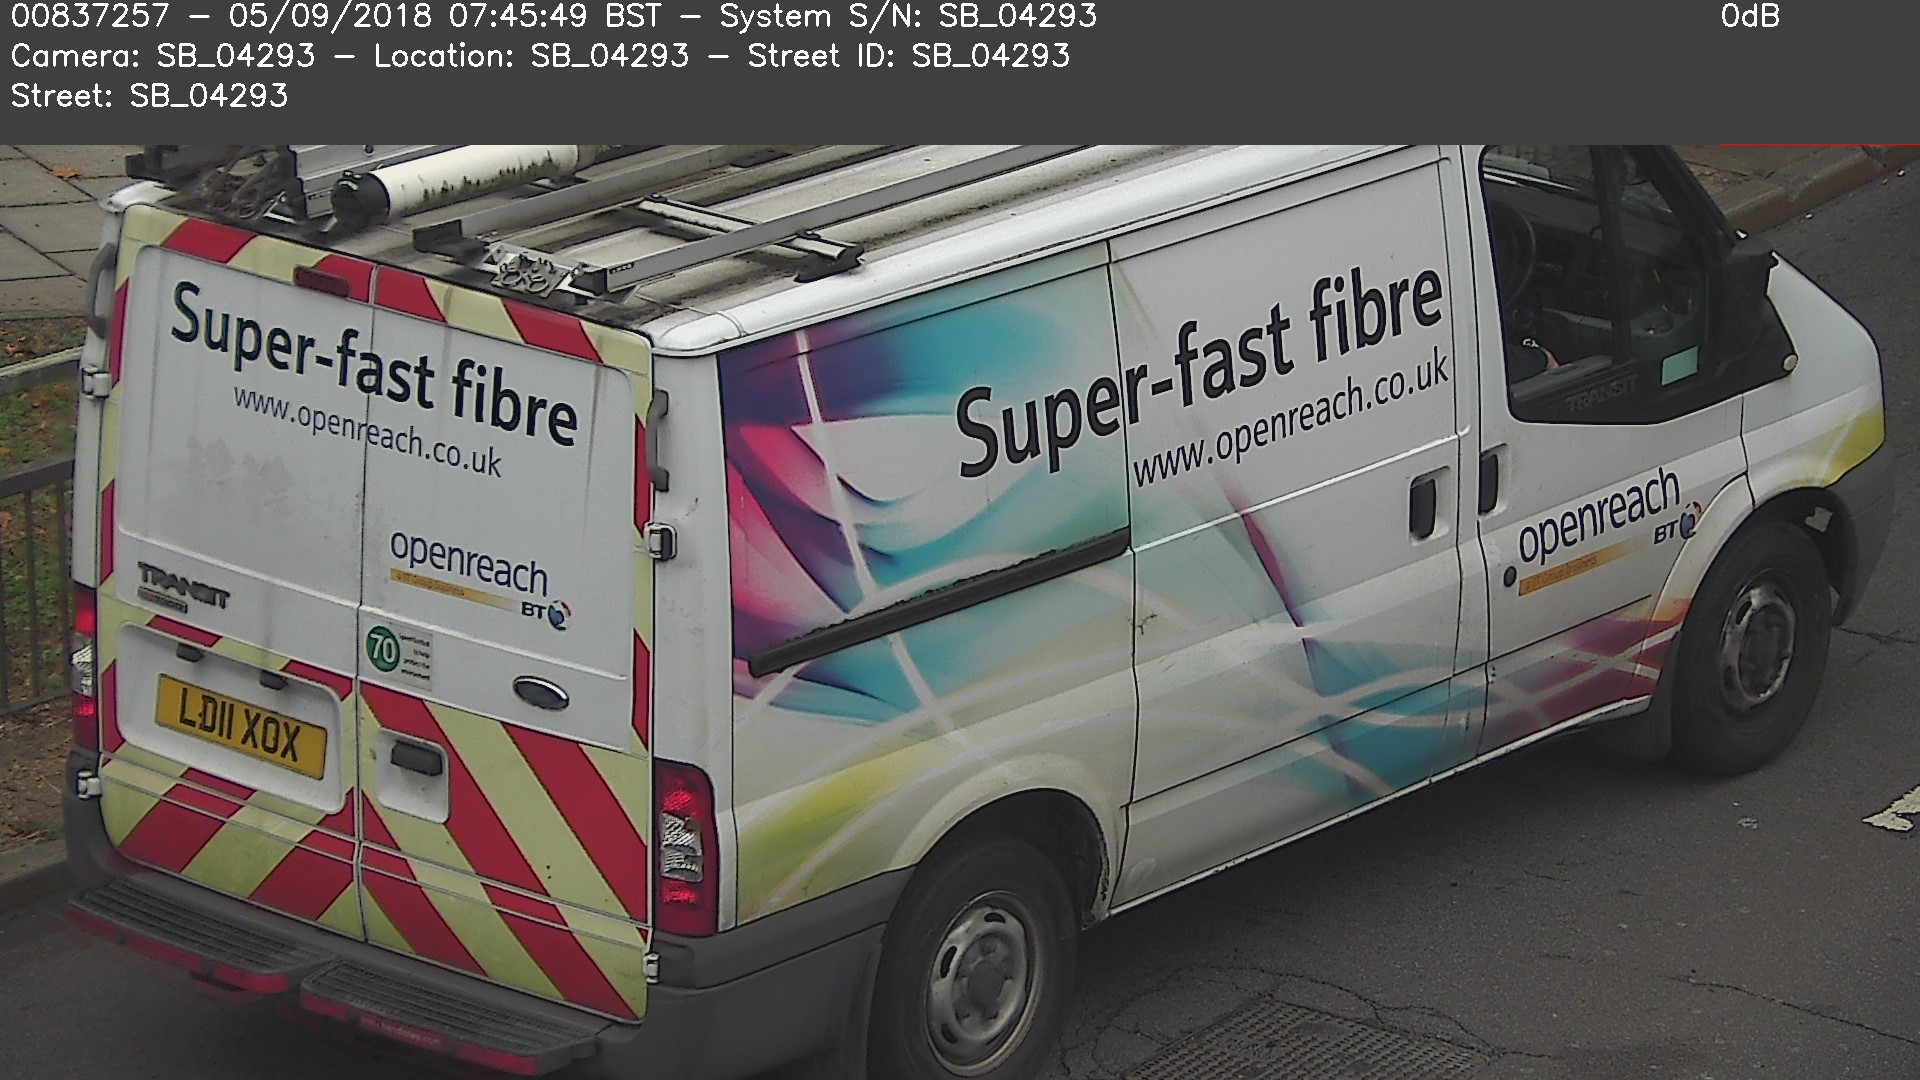 00837257 - 05/09/2018 07:45:49 BST - System S/N: SB_04293
0dB
Camera: SB_04293 - Location: SB_04293 - Street ID: SB_04293
Street: SB_04293
Super-fast fibre
www.openreach.co.uk
openreach
BT
TRANSIT
70
LD11 XOX
Super-fast fibre
www.openreach.co.uk
TRANSIT
openreach
BT